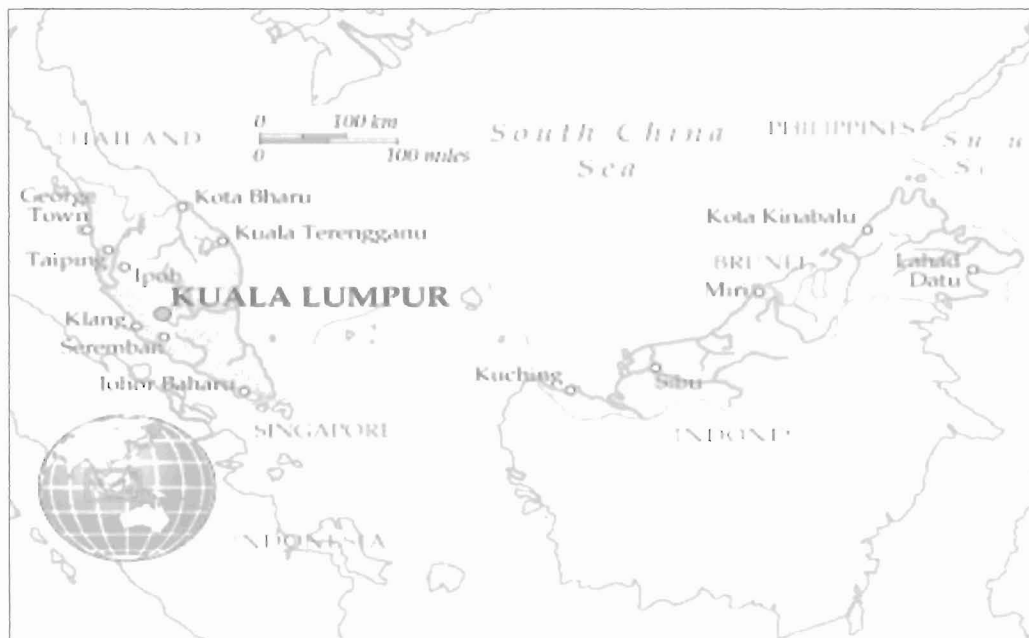 0 100 km
0 100 miles
THAILAND
South China
Sea
PHILIPPINES
George
Town
Kota Bharu
Kuala Terengganu
Taiping
Ipoh
KUALA LUMPUR
Klang
Seremban
Johor Baharu
SINGAPORE
INDONESIA
Kota Kinabalu
BRUNEI
Miri
Lahad
Datu
Kuching
Sibu